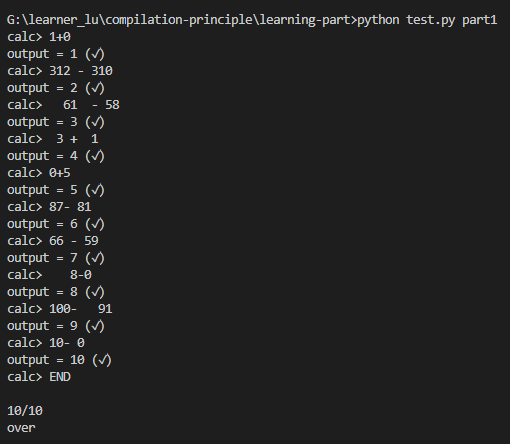 G:\learner_lu\compilation-principle\learning-part>python test.py part1
calc> 1+0
output = 1 (√)
calc> 312 - 310
output = 2 (√)
calc>   61  - 58
output = 3 (√)
calc>  3 +  1
output = 4 (√)
calc> 0+5
output = 5 (√)
calc> 87- 81
output = 6 (√)
calc> 66 - 59
output = 7 (√)
calc>    8-0
output = 8 (√)
calc> 100-   91
output = 9 (√)
calc> 10- 0
output = 10 (√)
calc> END

10/10
over